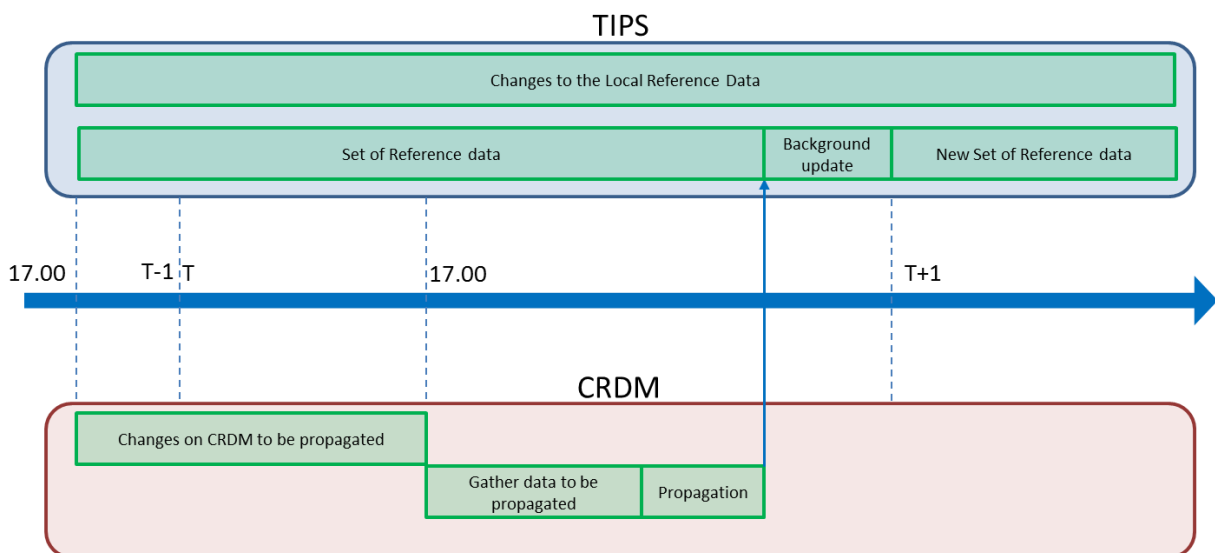 TIPS
Changes to the Local Reference Data
Set of Reference data
Background
update
New Set of Reference data
17.00
T-1
T
17.00
T+1
CRDM
Changes on CRDM to be propagated
Gather data to be
propagated
Propagation